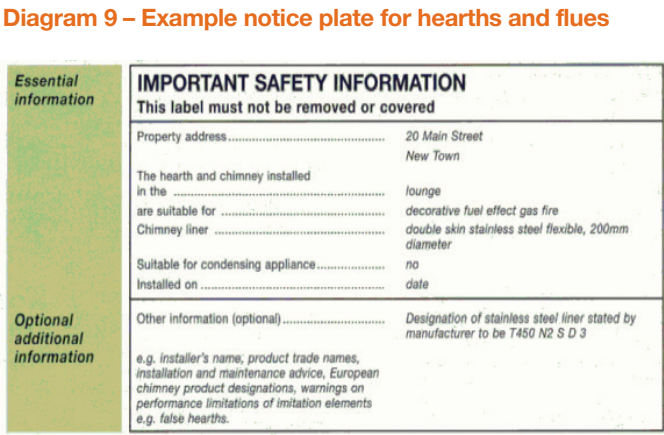 Diagram 9 – Example notice plate for hearths and flues
Essential
information
IMPORTANT SAFETY INFORMATION
This label must not be removed or covered
Property address............................................... 20 Main Street
New Town
The hearth and chimney installed
in the ................................................................ lounge
are suitable for ................................................. decorative fuel effect gas fire
Chimney liner ................................................... double skin stainless steel flexible, 200mm
diameter
Suitable for condensing appliance.................... no
Installed on ....................................................... date
Optional
additional
information
Other information (optional)............................... Designation of stainless steel liner stated by
manufacturer to be T450 N2 S D 3
e.g. installer's name, product trade names,
installation and maintenance advice, European
chimney product designations, warnings on
performance limitations of imitation elements
e.g. false hearths.